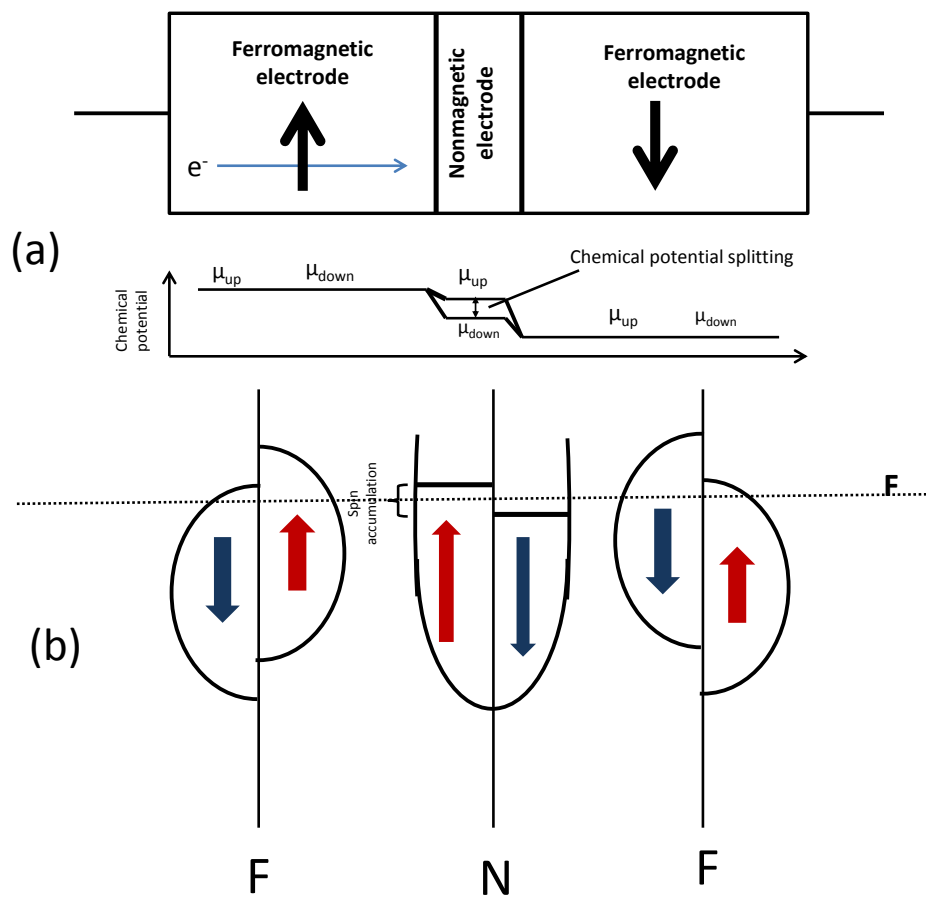 Ferromagnetic
electrode
Nonmagnetic
electrode
Ferromagnetic
electrode
e-
(a)
Chemical
potential
μup
μdown
μup
Chemical potential splitting
μdown
μup
μdown
Spin
accumulation
F
(b)
F
N
F